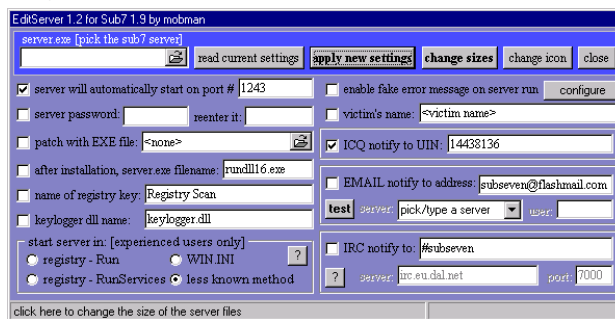 EditServer 1.2 for Sub7 1.9 by mobman
server.exe [pick the sub7 server]
read current settings
apply new settings
change sizes
change icon
close
server will automatically start on port # 1243
server password:
reenter it:
patch with EXE file: <none>
after installation, server.exe filename: rundll16.exe
name of registry key: Registry Scan
keylogger dll name: keylogger.dll
start server in: [experienced users only]
registry - Run
WIN.INI
?
registry - RunServices
less known method
enable fake error message on server run
configure
victim's name: <victim name>
ICQ notify to UIN: 14438136
EMAIL notify to address: subseven@flashmail.com
test
server: pick/type a server
user:
IRC notify to: #subseven
?
server: irc.eu.dal.net
port: 7000
click here to change the size of the server files